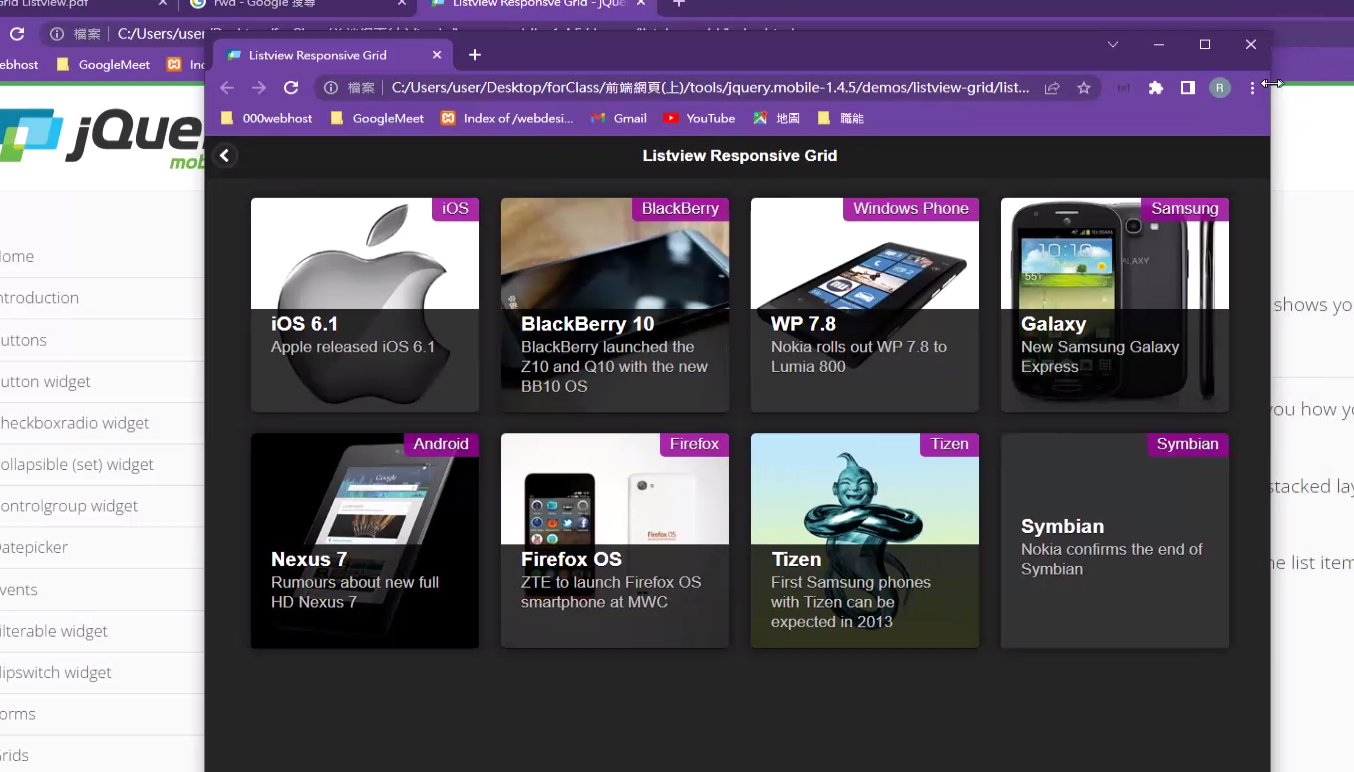 Grid Listview.pdf
rwd - Google 搜尋
Listview Responsive Grid - jQue
檔案
C:/Users/user
ebhost
GoogleMeet
Inc
Listview Responsive Grid
檔案
C:/Users/user/Desktop/forClass/前端網頁(上)/tools/jquery.mobile-1.4.5/demos/listview-grid/list...
R
000webhost
GoogleMeet
Index of /webdesi...
Gmail
YouTube
地圖
職能
jQue
mob
ome
ntroduction
uttons
utton widget
heckboxradio widget
ollapsible (set) widget
ontrolgroup widget
atepicker
vents
ilterable widget
lipswitch widget
orms
rids
Listview Responsive Grid
iOS
iOS 6.1
Apple released iOS 6.1
BlackBerry
BlackBerry 10
BlackBerry launched the
Z10 and Q10 with the new
BB10 OS
Windows Phone
WP 7.8
Nokia rolls out WP 7.8 to
Lumia 800
Samsung
GALAXY
Galaxy
New Samsung Galaxy
Express
Android
Google
Nexus 7
Rumours about new full
HD Nexus 7
Firefox
Firefox OS
ZTE to launch Firefox OS
smartphone at MWC
Tizen
Tizen
First Samsung phones
with Tizen can be
expected in 2013
Symbian
Symbian
Nokia confirms the end of
Symbian
shows yo
you how yo
stacked lay
he list item